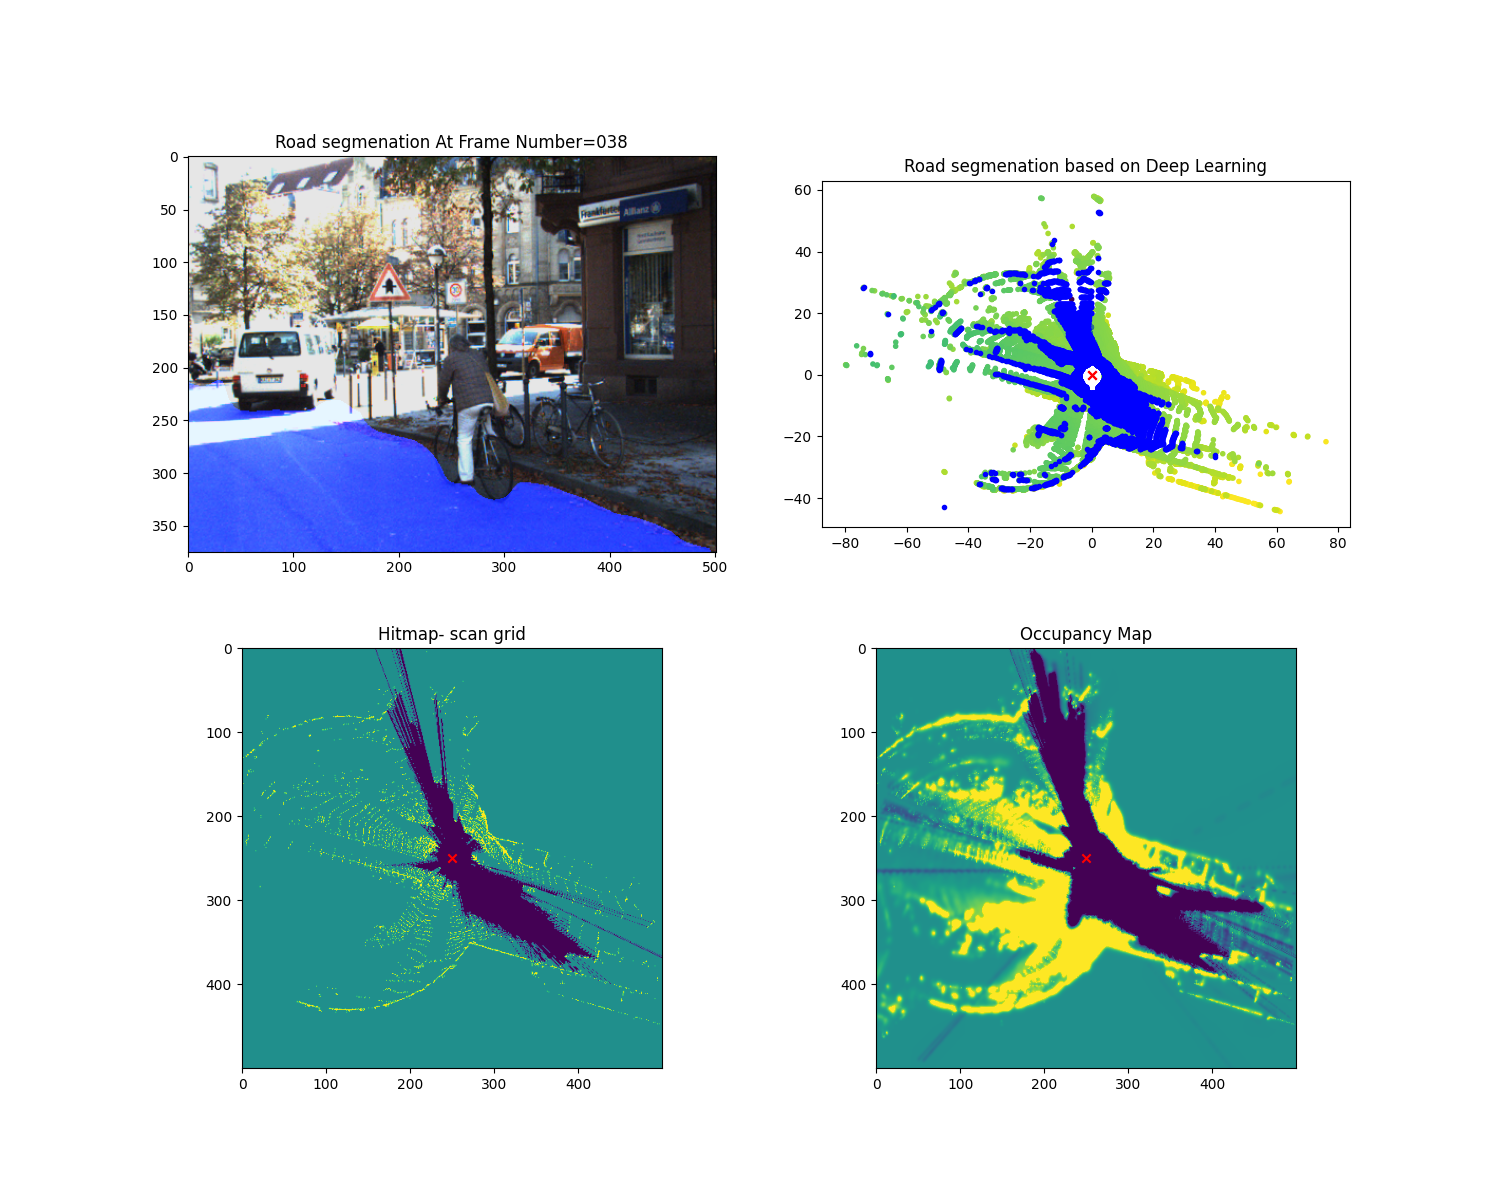 Road segmenation At Frame Number=038
0
50
100
150
200
250
300
350
0 100 200 300 400 500
Frankfurter
Allianz
Road segmenation based on Deep Learning
60
40
20
0
−20
−40
−80 −60 −40 −20 0 20 40 60 80
Hitmap- scan grid
0
100
200
300
400
0 100 200 300 400
Occupancy Map
0
100
200
300
400
0 100 200 300 400